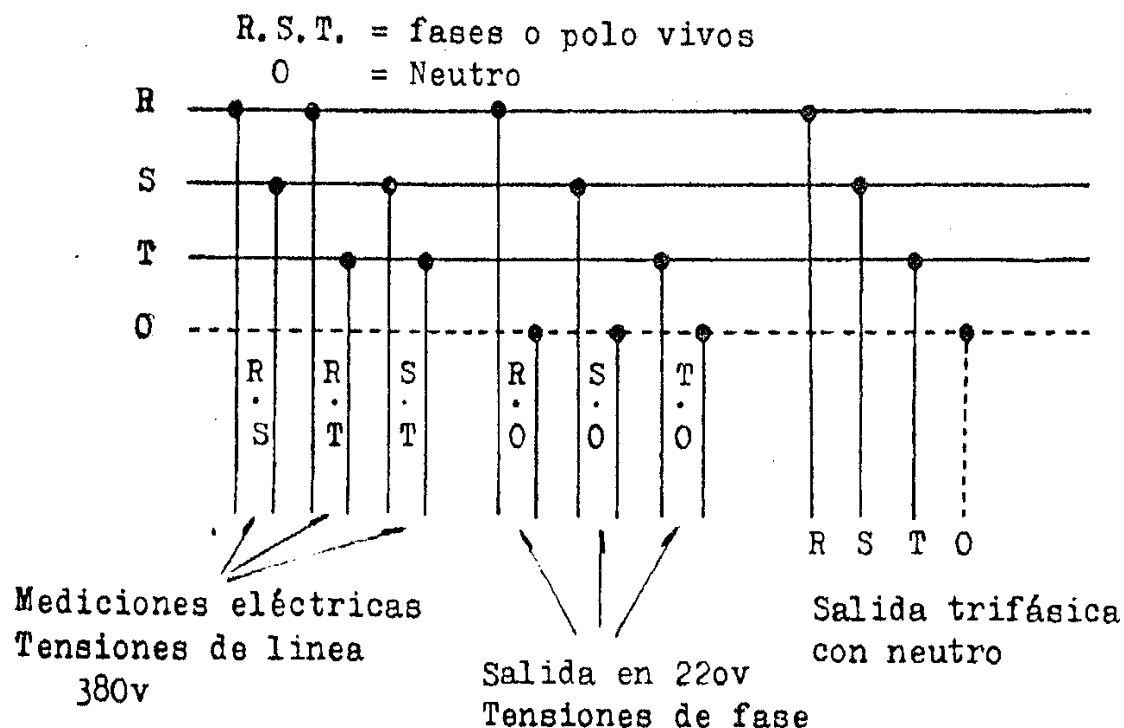 R.S.T. = fases o polo vivos
O = Neutro
R
S
T
O
R.S
R.T
S.T
R.O
S.O
T.O
R S T O
Mediciones eléctricas
Tensiones de linea
380v
Salida en 22ov
Tensiones de fase
Salida trifásica
con neutro